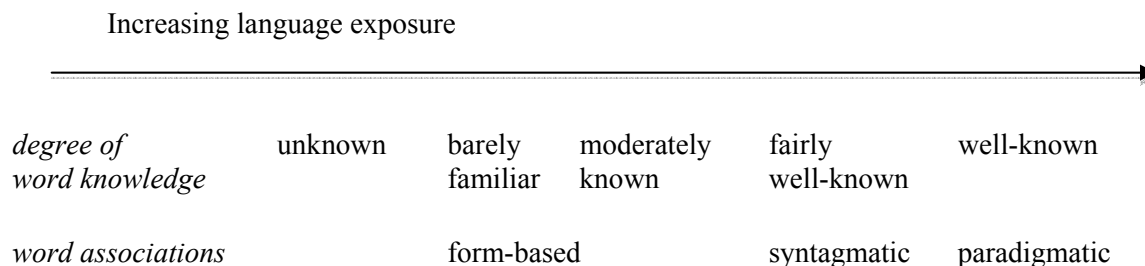 Increasing language exposure
degree of unknown barely moderately fairly well-known
word knowledge familiar known well-known
word associations form-based syntagmatic paradigmatic